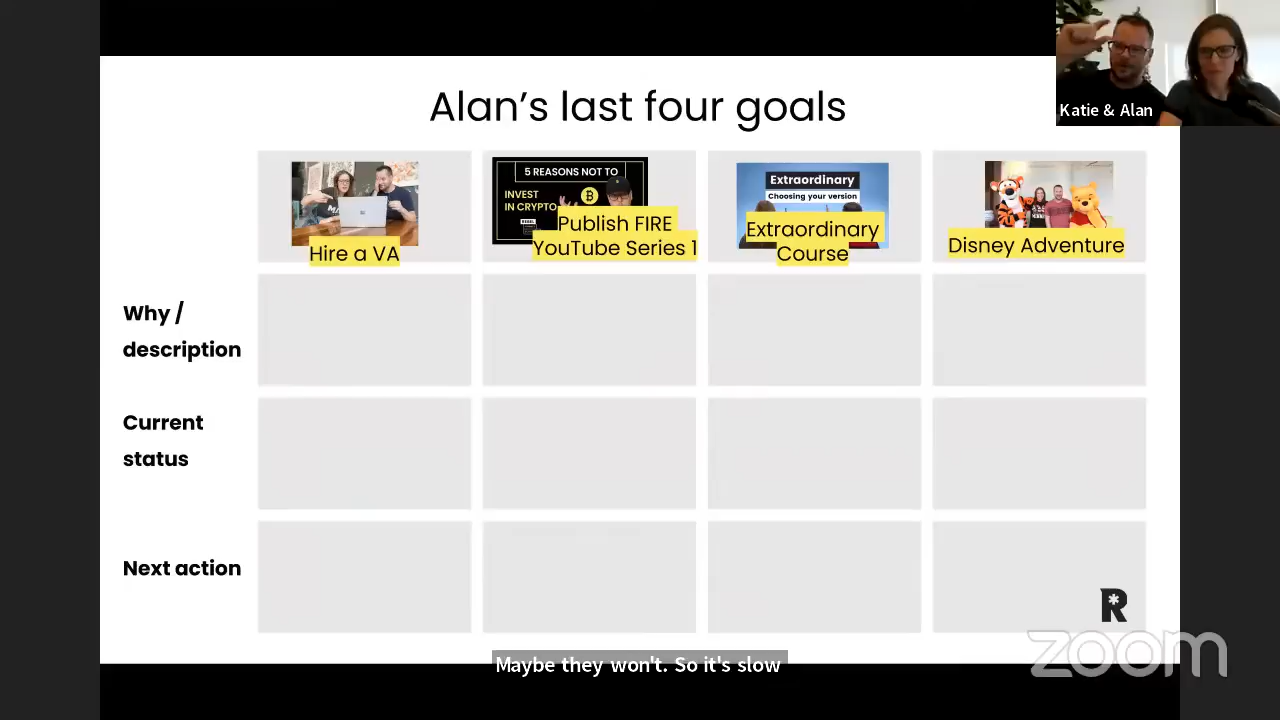 Katie & Alan
Alan's last four goals
5 REASONS NOT TO
INVEST
IN CRYPTO
Extraordinary
Choosing your version
Hire a VA
Publish FIRE
YouTube Series 1
Extraordinary
Course
Disney Adventure
Why /
description
Current
status
Next action
R
zoom
Maybe they won't. So it's slow